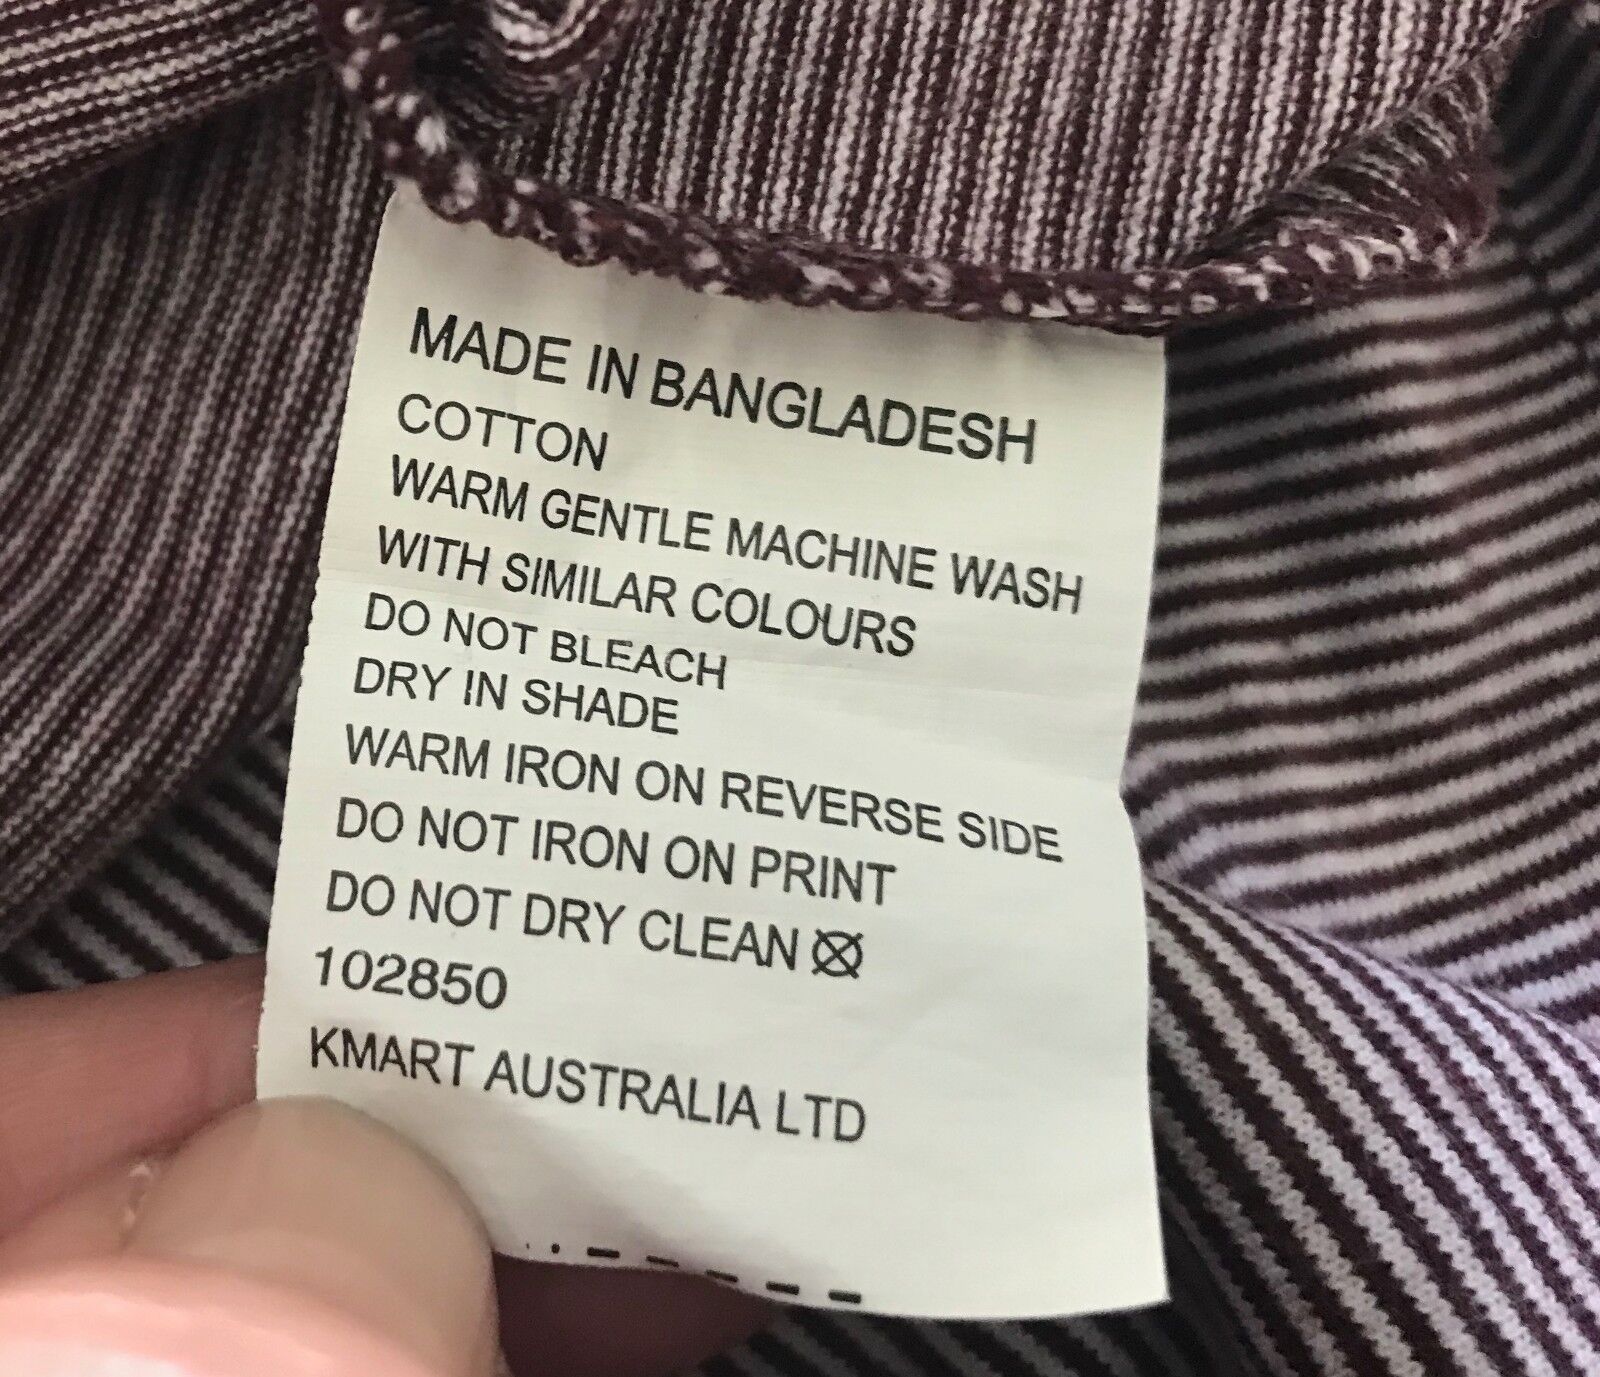 MADE IN BANGLADESH
COTTON
WARM GENTLE MACHINE WASH
WITH SIMILAR COLOURS
DO NOT BLEACH
DRY IN SHADE
WARM IRON ON REVERSE SIDE
DO NOT IRON ON PRINT
DO NOT DRY CLEAN
102850
KMART AUSTRALIA LTD